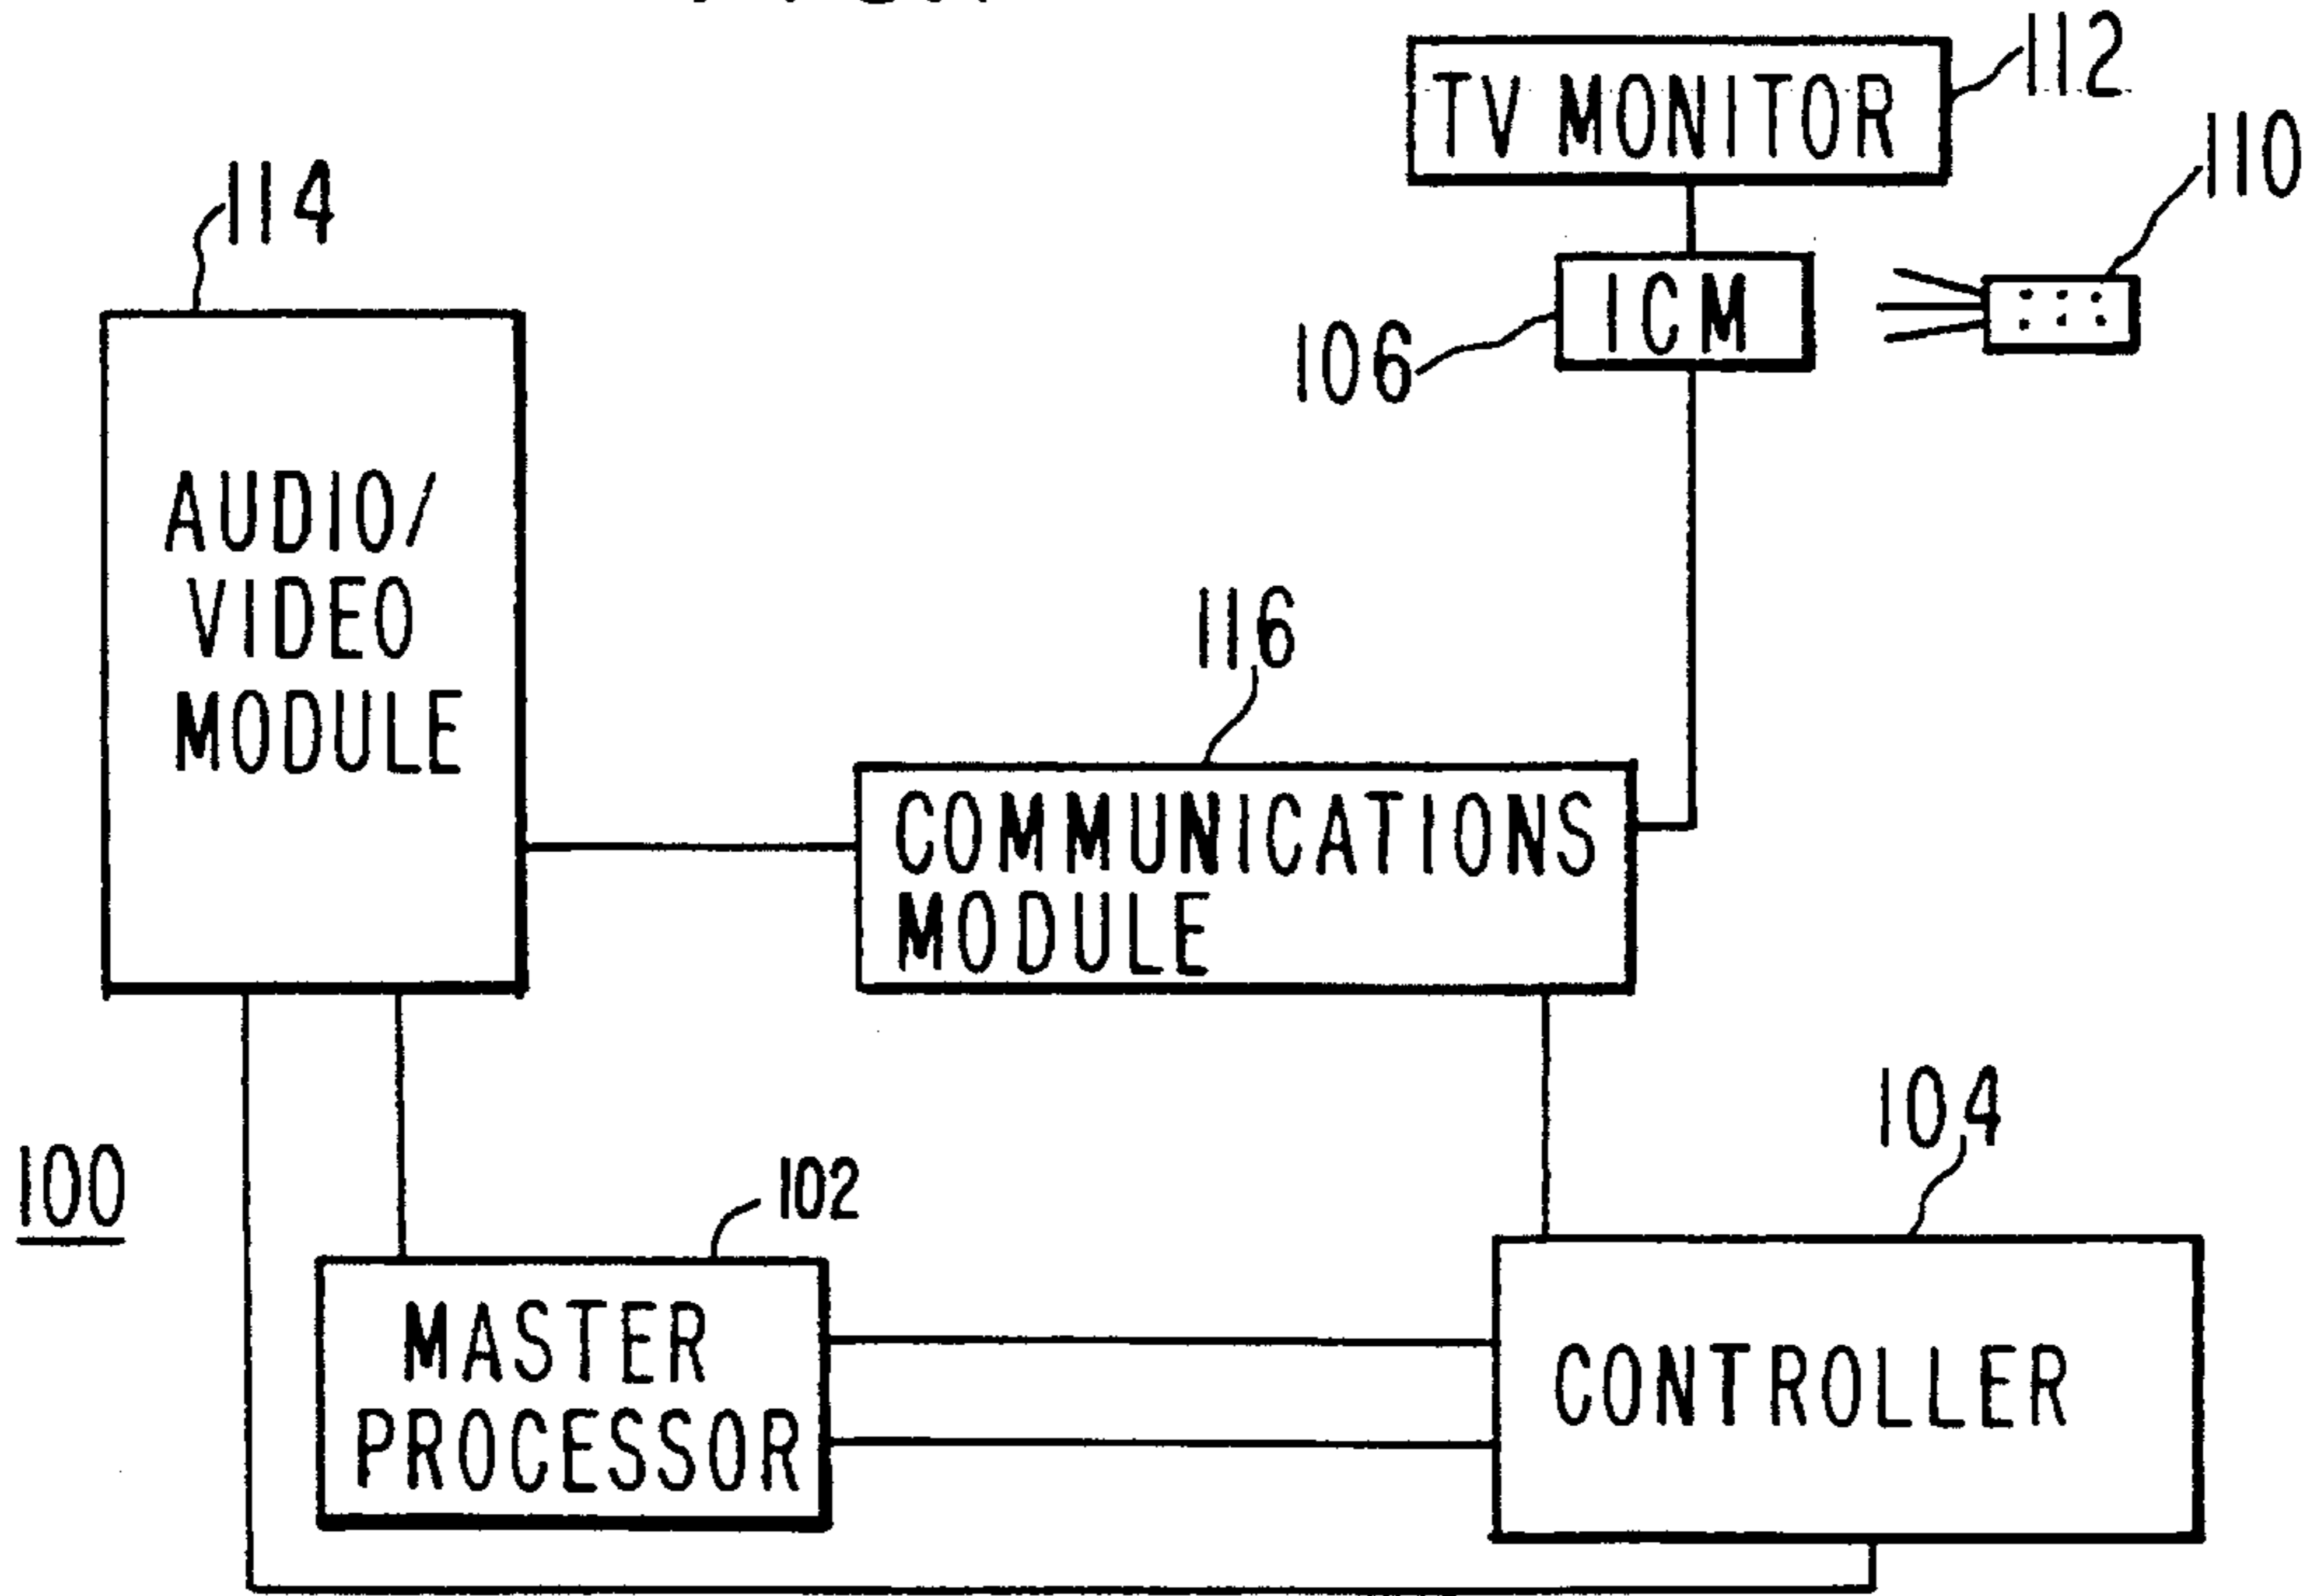 TV MONITOR
112
110
114
ICM
106
AUDIO/
VIDEO
MODULE
116
COMMUNICATIONS
MODULE
104
100
102
MASTER
PROCESSOR
CONTROLLER